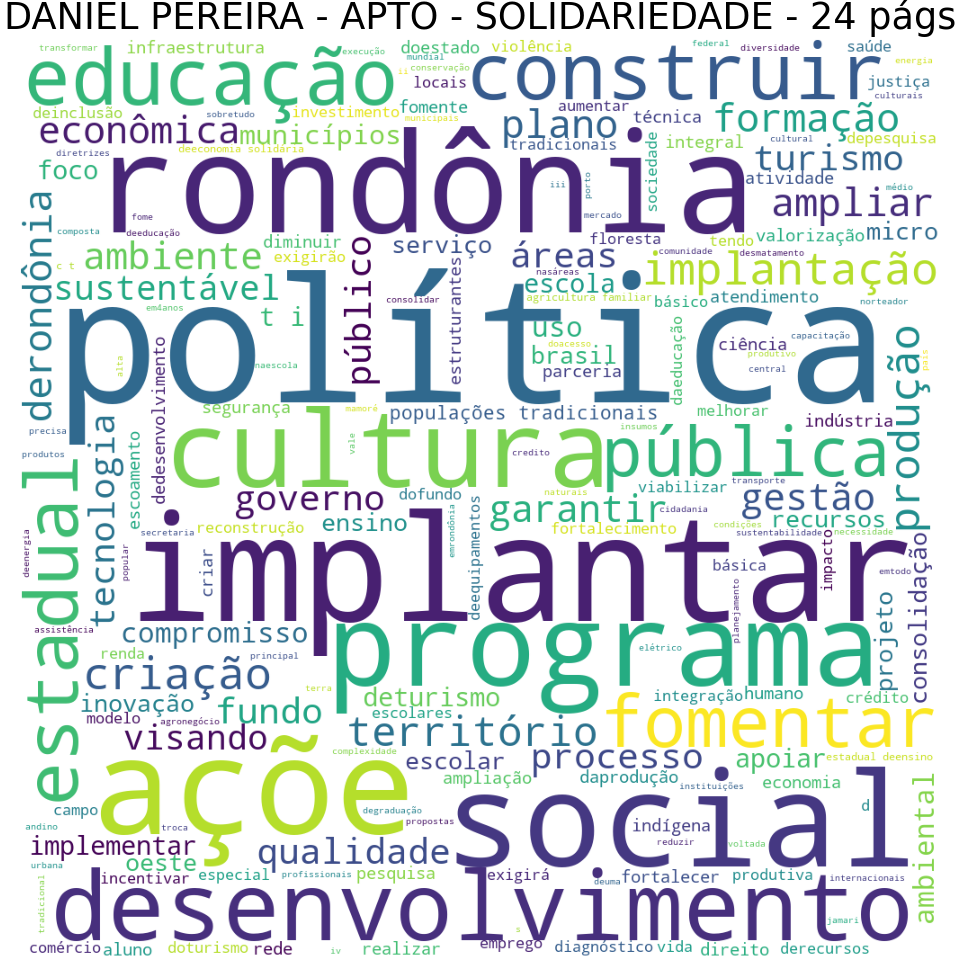 DANIEL PEREIRA - APTO - SOLIDARIEDADE - 24 págs
transformar infraestrutura execução doestado violência federal diversidade saúde
educação mundial conservação construir energia
ii locais justiça
deinclusão sobretudo investimento fomente aumentar técnica formação culturais
econômica municípios municipais plano tradicionais integral cultural depesquisa
diretrizes deeconomia solidária sociedade turismo médio
foco rondônia iii porto atividade ampliar
fome mercado
composta deeducação diminuir serviço floresta tendo valorização micro
derondônia ambiente exigirão público áreas comunidade desmatamento
c t nasáreas implantação
sustentável consolidar estruturantes escola básico atendimento norteador
em4anos t i agricultura familiar
política uso doacesso daeducação ciência capacitação produção
naescola brasil produtivo
alta dedesenvolvimento parceria central pais
segurança mamoré populações tradicionais melhorar indústria
precisa tecnologia cultura insumos
escoamento vale pública
produtos credito transporte
estadual governo dofundo naturais viabilizar gestão
garantir cidadania
secretaria reconstrução ensino emrondônia fortalecimento condições recursos
implantar sustentabilidade necessidade
deenergia popular criar deequipamentos básica impacto emtodo
planejamento consolidação
assistência compromisso programa projeto
renda principal elétrico
criação terra deturismo integração humano crédito
inovação fundo escolares fomentar
modelo agronegócio território
visando complexidade processo apoiar estadual deensino
escolar
açõe ampliação daprodução instituições economia
campo degradação social d ambiental
andino troca propostas indígena
implementar reduzir voltada
urbana oeste qualidade
incentivar especial profissionais pesquisa exigirá deuma fortalecer produtiva internacionais
tradicional desenvolvimento
s jamari
iv emprego
comércio aluno doturismo rede realizar diagnóstico vida direito derecursos